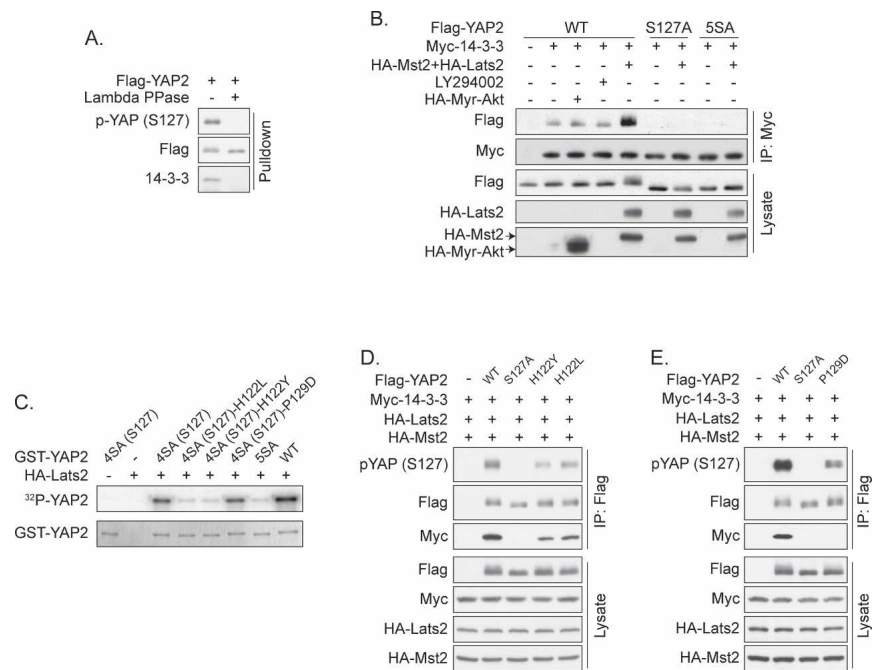 A.
Flag-YAP2 + +
Lambda PPase - +
p-YAP (S127)
Flag
14-3-3
Pulldown
B.
Flag-YAP2 WT S127A 5SA
Myc-14-3-3 - + + + + + + + +
HA-Mst2+HA-Lats2 - - - - + - + - +
LY294002 - - - + - - - - -
HA-Myr-Akt - - + - - - - - -
Flag
Myc
IP: Myc
Flag
HA-Lats2
HA-Mst2
HA-Myr-Akt
Lysate
C.
GST-YAP2 4SA (S127) - 4SA (S127) 4SA (S127)-H122L 4SA (S127)-H122Y 4SA (S127)-P129D 5SA WT
HA-Lats2 - + + + + + + +
³²P-YAP2
GST-YAP2
D.
Flag-YAP2 - WT S127A H122Y H122L
Myc-14-3-3 + + + + +
HA-Lats2 + + + + +
HA-Mst2 + + + + +
pYAP (S127)
Flag
Myc
IP: Flag
Flag
Myc
HA-Lats2
HA-Mst2
Lysate
E.
Flag-YAP2 - WT S127A P129D
Myc-14-3-3 + + + +
HA-Lats2 + + + +
HA-Mst2 + + + +
pYAP (S127)
Flag
Myc
IP: Flag
Flag
Myc
HA-Lats2
HA-Mst2
Lysate